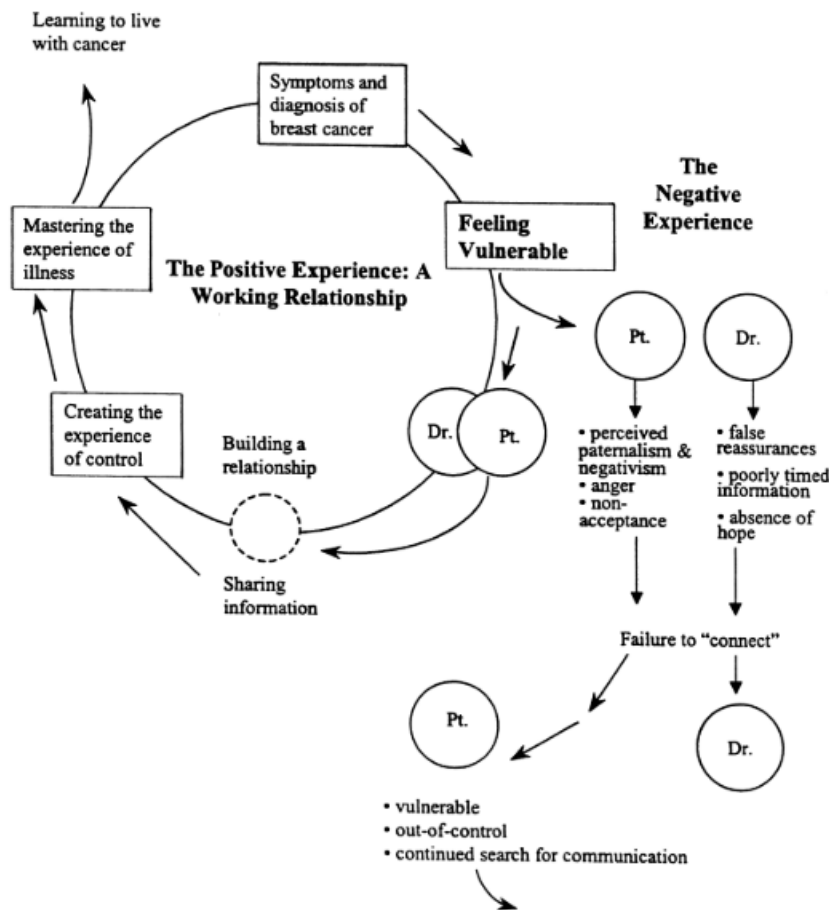 Learning to live
with cancer
Symptoms and
diagnosis of
breast cancer
The
Negative
Experience
Feeling
Vulnerable
Mastering the
experience of
illness
The Positive Experience: A
Working Relationship
Pt.
Dr.
Creating the
experience
of control
Building a
relationship
Dr.
Pt.
• perceived
paternalism &
negativism
• anger
• non-
acceptance
• false
reassurances
• poorly timed
information
• absence of
hope
Sharing
information
Failure to “connect”
Pt.
Dr.
• vulnerable
• out-of-control
• continued search for communication